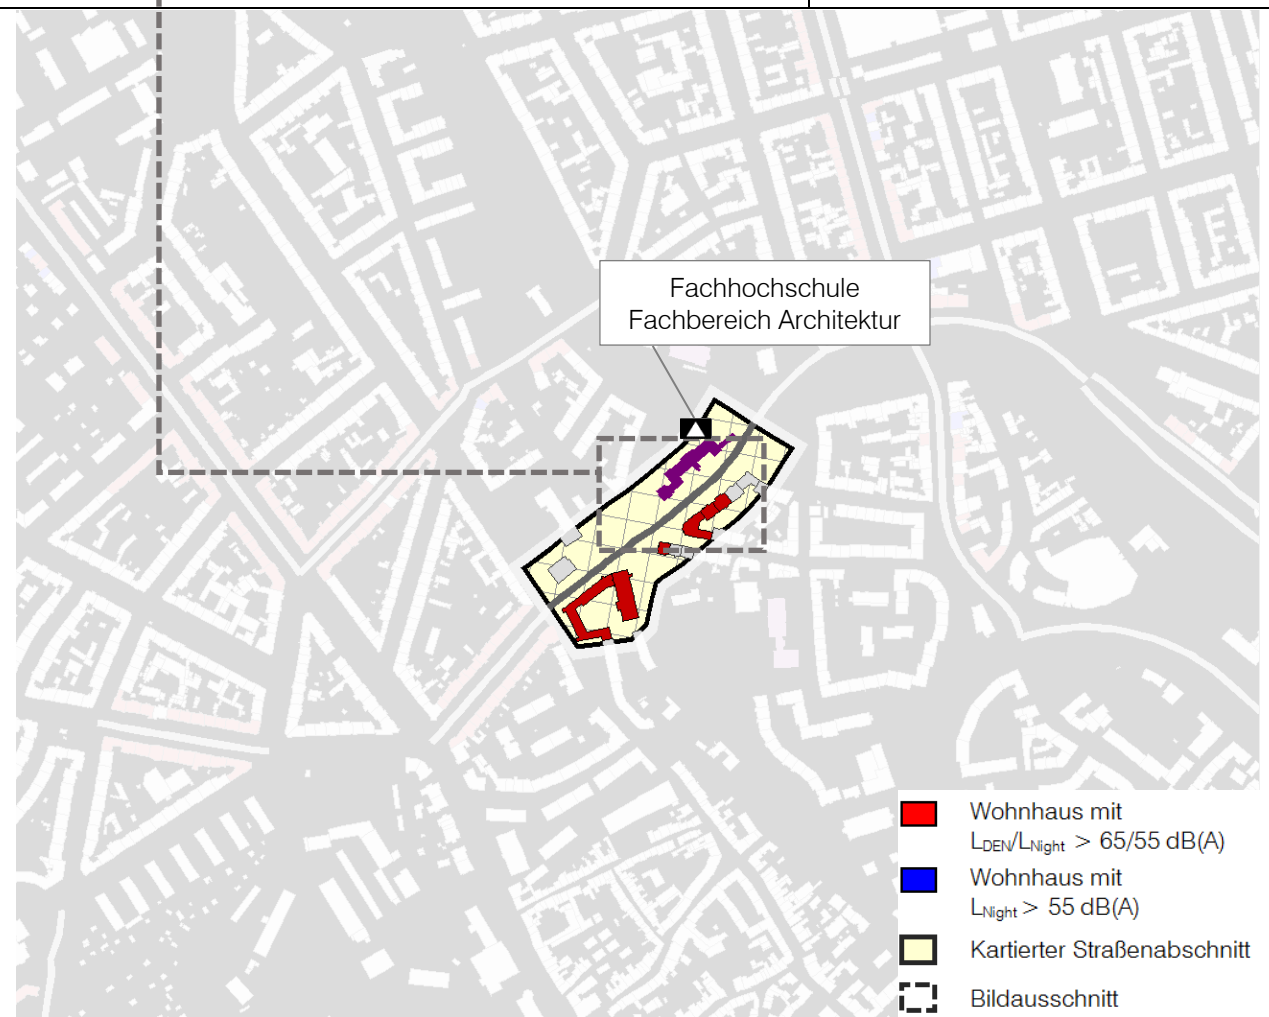 Fachhochschule
Fachbereich Architektur
Wohnhaus mit
LDEN/LNight > 65/55 dB(A)
Wohnhaus mit
LNight > 55 dB(A)
Kartierter Straßenabschnitt
Bildausschnitt